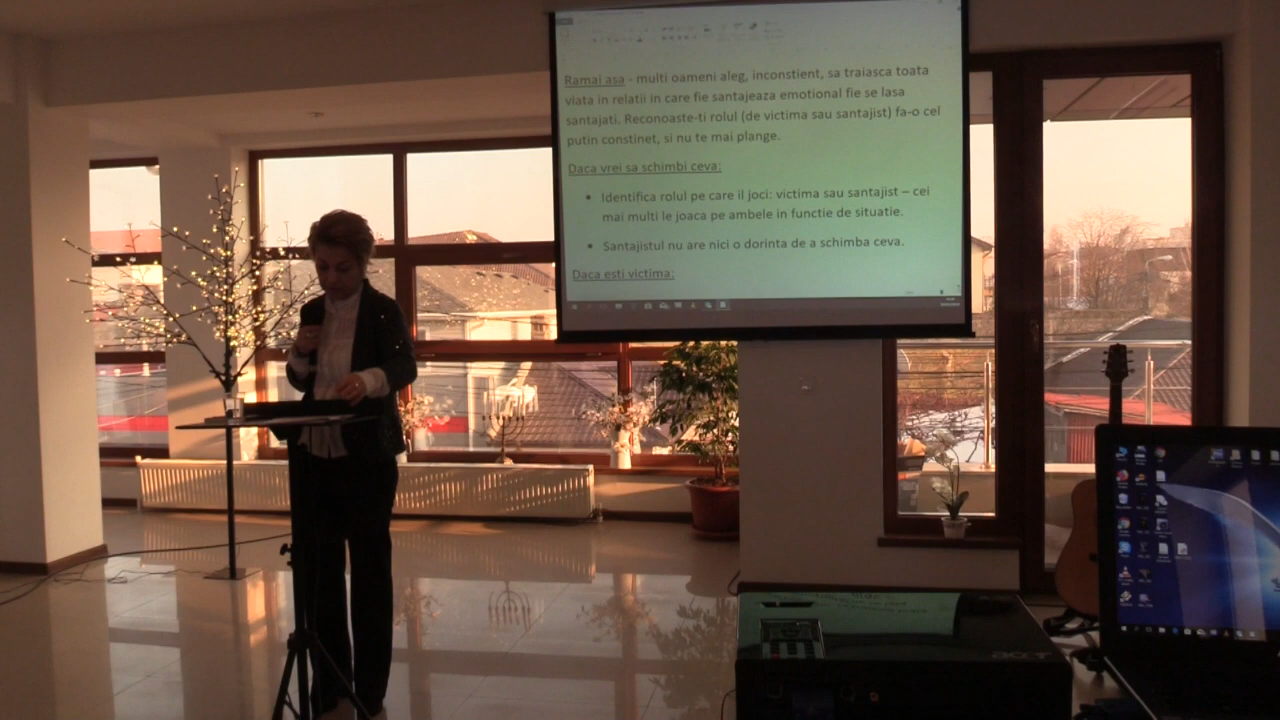 Ramai asa - multi oameni aleg, inconstient, sa traiasca toata
viata in relatii in care fie santajeaza emotional fie se lasa
santajati. Reconoaste-ti rolul (de victima sau santajist) fa-o cel
putin constinet, si nu te mai plange.
Daca vrei sa schimbi ceva:
• Identifica rolul pe care il joci: victima sau santajist – cei
mai multi le joaca pe ambele in functie de situatie.
• Santajistul nu are nici o dorinta de a schimba ceva.
Daca esti victima:
acer